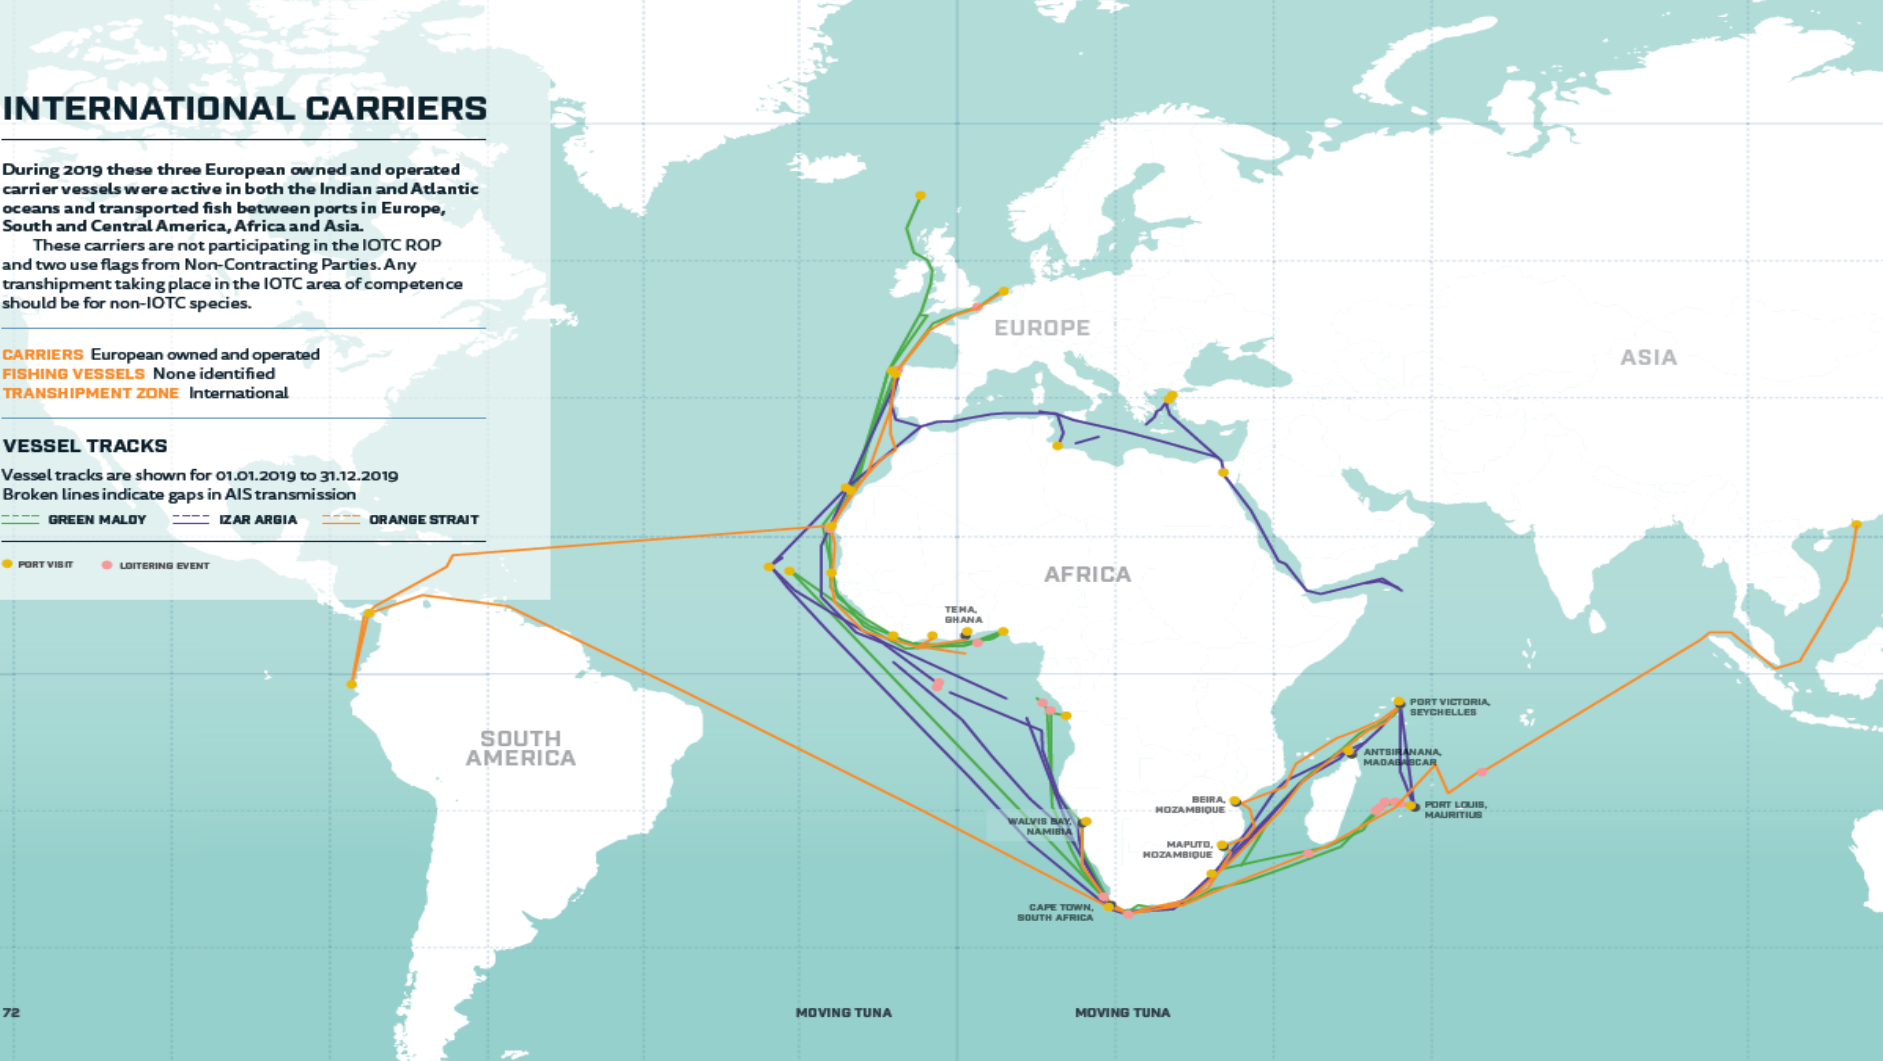 INTERNATIONAL CARRIERS
During 2019 these three European owned and operated
carrier vessels were active in both the Indian and Atlantic
oceans and transported fish between ports in Europe,
South and Central America, Africa and Asia.
These carriers are not participating in the IOTC ROP
and two use flags from Non-Contracting Parties. Any
transhipment taking place in the IOTC area of competence
should be for non-IOTC species.
CARRIERS European owned and operated
FISHING VESSELS None identified
TRANSHIPMENT ZONE International
VESSEL TRACKS
Vessel tracks are shown for 01.01.2019 to 31.12.2019
Broken lines indicate gaps in AIS transmission
GREEN MALOY IZAR ARGIA ORANGE STRAIT
PORT VISIT LOITERING EVENT
EUROPE
ASIA
AFRICA
SOUTH
AMERICA
TEMA,
GHANA
PORT VICTORIA,
SEYCHELLES
ANTSIRANANA,
MADAGASCAR
BEIRA,
MOZAMBIQUE
PORT LOUIS,
MAURITIUS
WALVIS BAY,
NAMIBIA
MAPUTO,
MOZAMBIQUE
CAPE TOWN,
SOUTH AFRICA
72
MOVING TUNA
MOVING TUNA